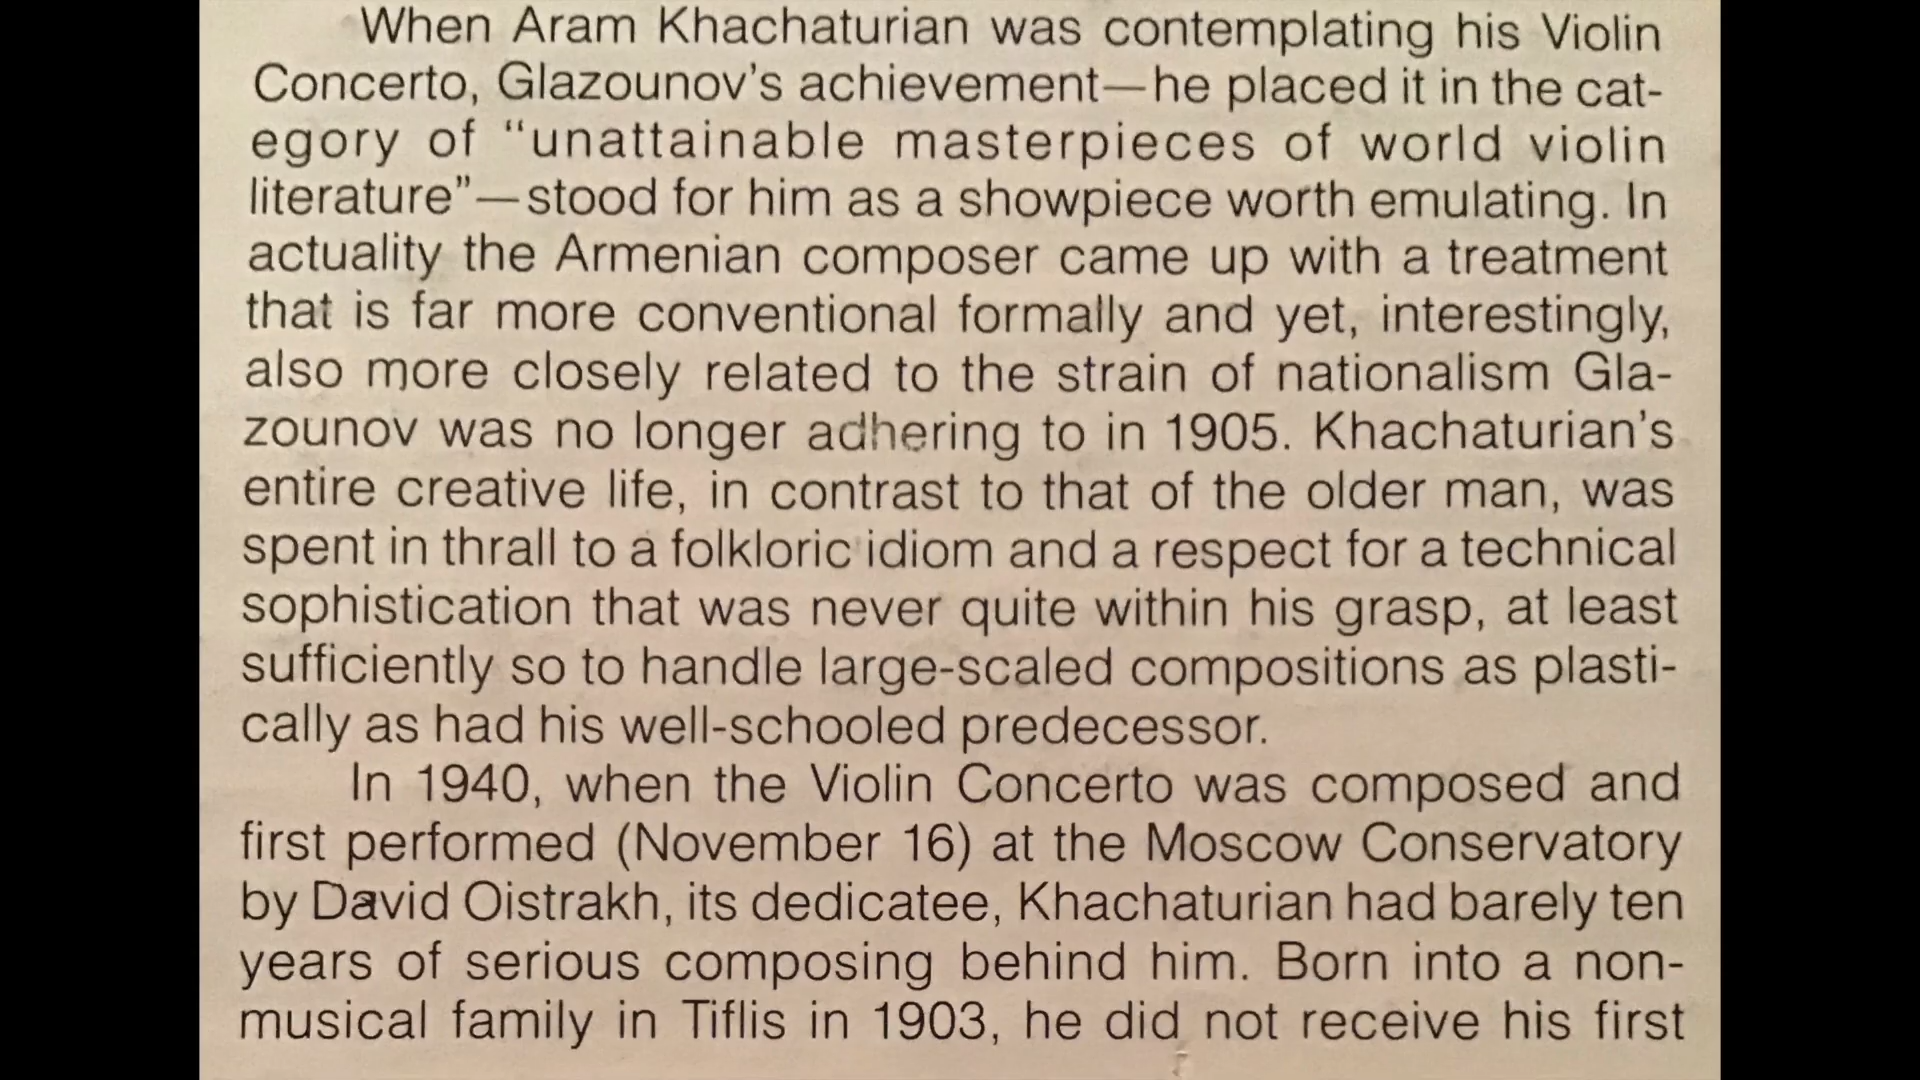 When Aram Khachaturian was contemplating his Violin
Concerto, Glazounov's achievement—he placed it in the cat-
egory of “unattainable masterpieces of world violin
literature”—stood for him as a showpiece worth emulating. In
actuality the Armenian composer came up with a treatment
that is far more conventional formally and yet, interestingly,
also more closely related to the strain of nationalism Gla-
zounov was no longer adhering to in 1905. Khachaturian's
entire creative life, in contrast to that of the older man, was
spent in thrall to a folkloric idiom and a respect for a technical
sophistication that was never quite within his grasp, at least
sufficiently so to handle large-scaled compositions as plasti-
cally as had his well-schooled predecessor.
In 1940, when the Violin Concerto was composed and
first performed (November 16) at the Moscow Conservatory
by David Oistrakh, its dedicatee, Khachaturian had barely ten
years of serious composing behind him. Born into a non-
musical family in Tiflis in 1903, he did not receive his first